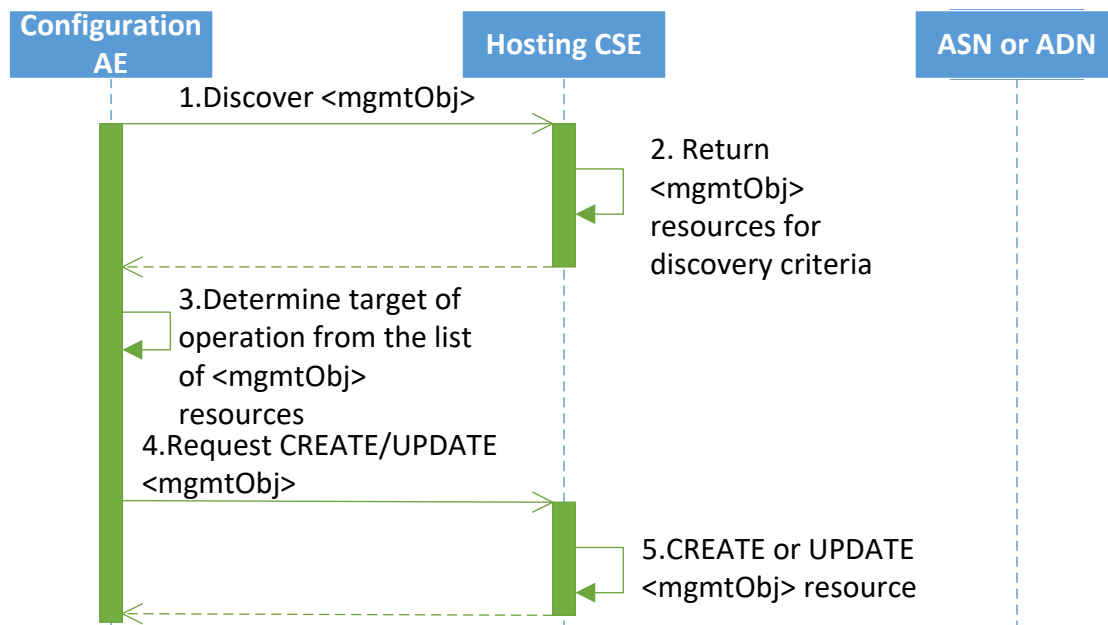 Configuration
AE
Hosting CSE
ASN or ADN
1.Discover <mgmtObj>
2. Return
<mgmtObj>
resources for
discovery criteria
3.Determine target of
operation from the list
of <mgmtObj>
resources
4.Request CREATE/UPDATE
<mgmtObj>
5.CREATE or UPDATE
<mgmtObj> resource